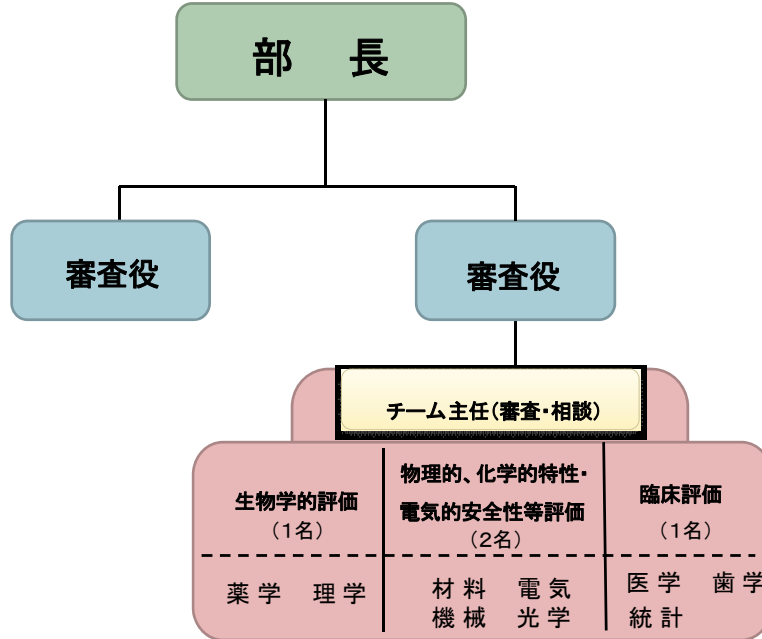 部　長
審査役
審査役
チーム主任(審査・相談)
生物学的評価
(1名)
物理的、化学的特性・
電気的安全性等評価
(2名)
臨床評価
(1名)
薬学　理学
材料　電気
機械　光学
医学　歯学
統計